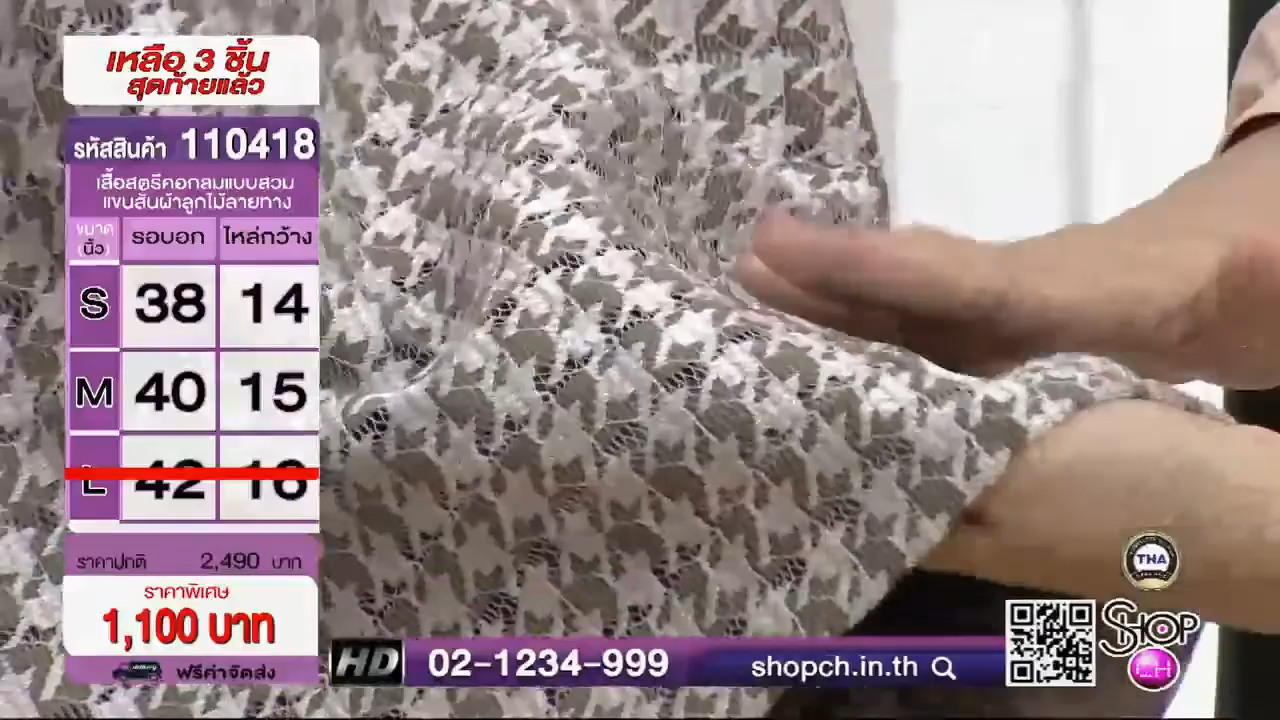 เหลือ 3 ชิ้น
สุดท้ายแล้ว
รหัสสินค้า 110418
เสื้อสตรีคอกลมแบบสวม
แขนสั้นผ้าลูกไม้ลายทาง
ขนาด (นิ้ว) รอบอก ไหล่กว้าง
S 38 14
M 40 15
L 42 16
ราคาปกติ 2,490 บาท
ราคาพิเศษ
1,100 บาท
ฟรีค่าจัดส่ง
HD 02-1234-999 shopch.in.th
THA
SHOP
CH